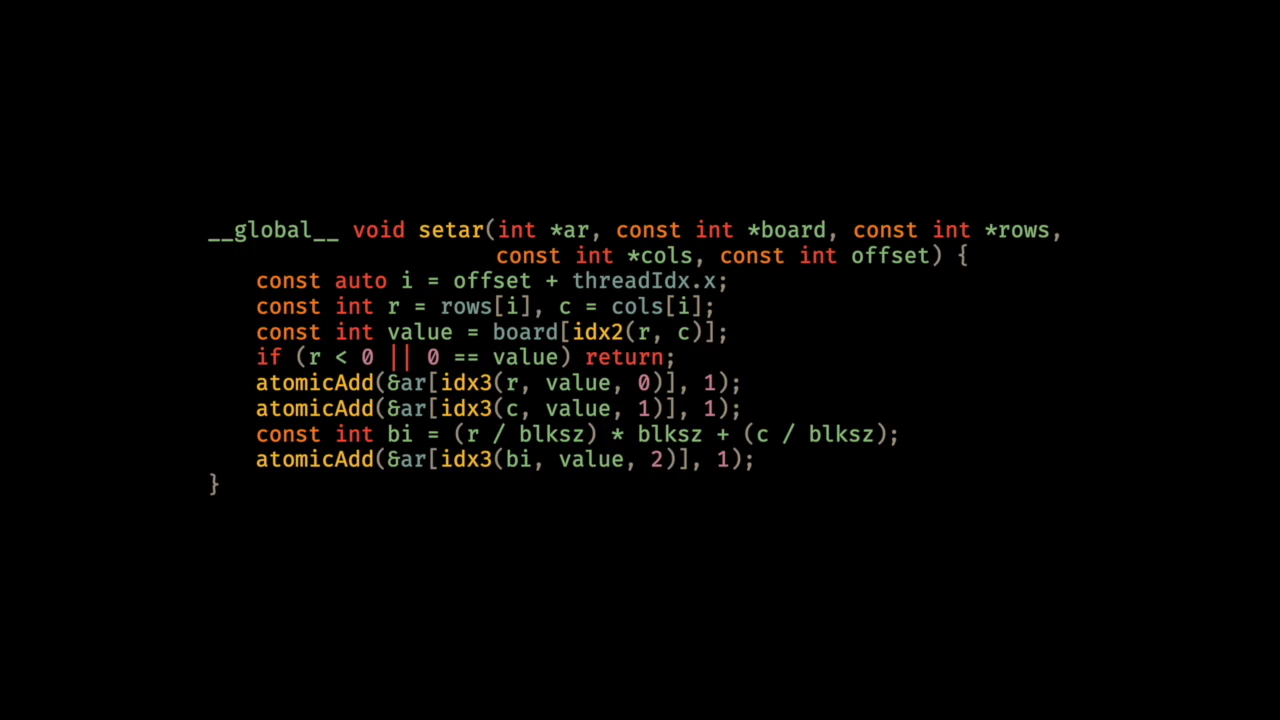 __global__ void setar(int *ar, const int *board, const int *rows,
                      const int *cols, const int offset) {
    const auto i = offset + threadIdx.x;
    const int r = rows[i], c = cols[i];
    const int value = board[idx2(r, c)];
    if (r < 0 || 0 == value) return;
    atomicAdd(&ar[idx3(r, value, 0)], 1);
    atomicAdd(&ar[idx3(c, value, 1)], 1);
    const int bi = (r / blksz) * blksz + (c / blksz);
    atomicAdd(&ar[idx3(bi, value, 2)], 1);
}